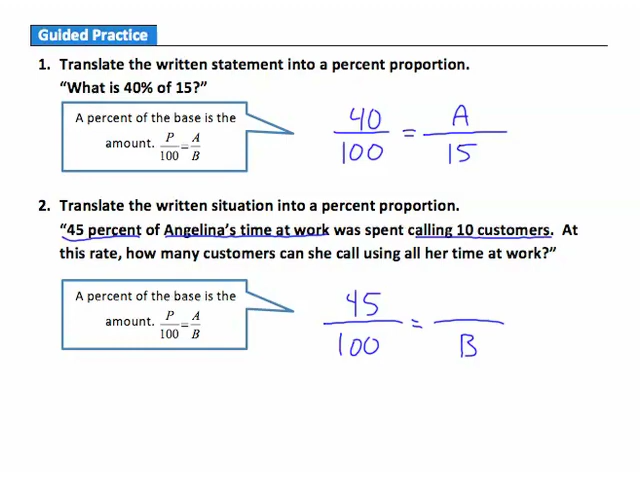 Guided Practice
1. Translate the written statement into a percent proportion.
"What is 40% of 15?"
A percent of the base is the
amount. P/100 = A/B
40/100 = A/15
2. Translate the written situation into a percent proportion.
"45 percent of Angelina's time at work was spent calling 10 customers. At
this rate, how many customers can she call using all her time at work?"
A percent of the base is the
amount. P/100 = A/B
45/100 = /B